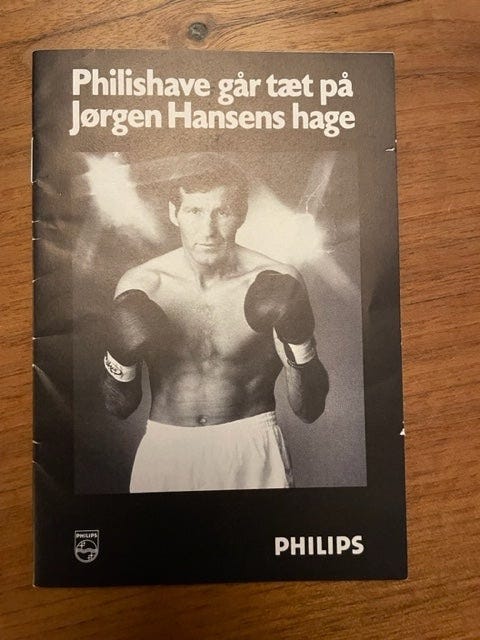 Philishave går tæt på
Jørgen Hansens hage
PHILIPS
PHILIPS